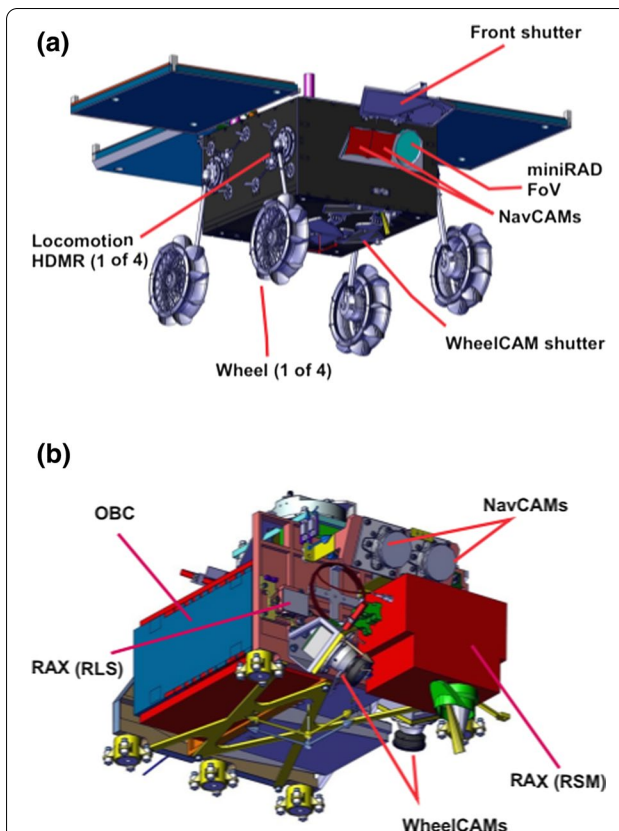 (a)
Front shutter
miniRAD
FoV
NavCAMs
Locomotion
HDMR (1 of 4)
WheelCAM shutter
Wheel (1 of 4)
(b)
NavCAMs
OBC
RAX (RLS)
RAX (RSM)
WheelCAMs